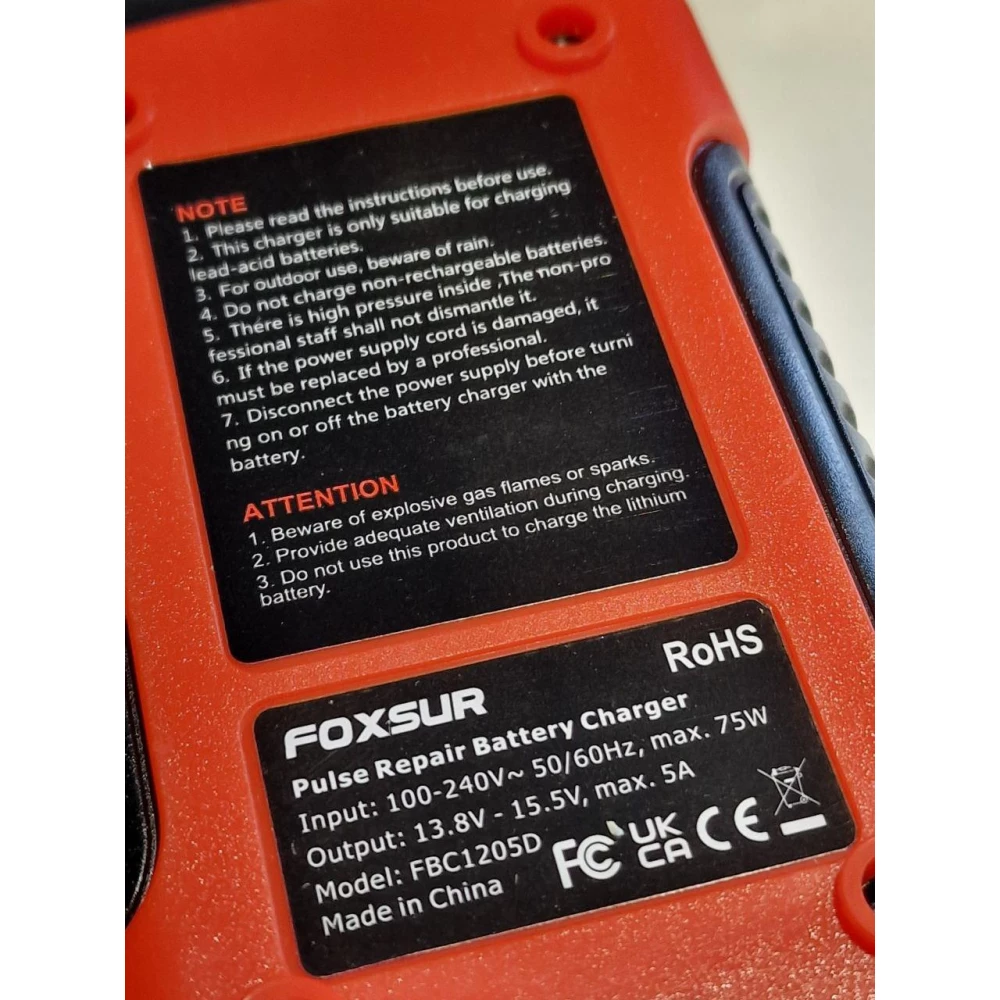 NOTE
1. Please read the instructions before use.
2. This charger is only suitable for charging
lead-acid batteries.
3. For outdoor use, beware of rain.
4. Do not charge non-rechargeable batteries.
5. There is high pressure inside ,The non-pro
fessional staff shall not dismantle it.
6. If the power supply cord is damaged, it
must be replaced by a professional.
7. Disconnect the power supply before turni
ng on or off the battery charger with the
battery.
ATTENTION
1. Beware of explosive gas flames or sparks.
2. Provide adequate ventilation during charging.
3. Do not use this product to charge the lithium
battery.
RoHS
FOXSUR
Pulse Repair Battery Charger
Input: 100-240V~ 50/60Hz, max. 75W
Output: 13.8V - 15.5V, max. 5A
Model: FBC1205D
Made in China
FC UK CA CE